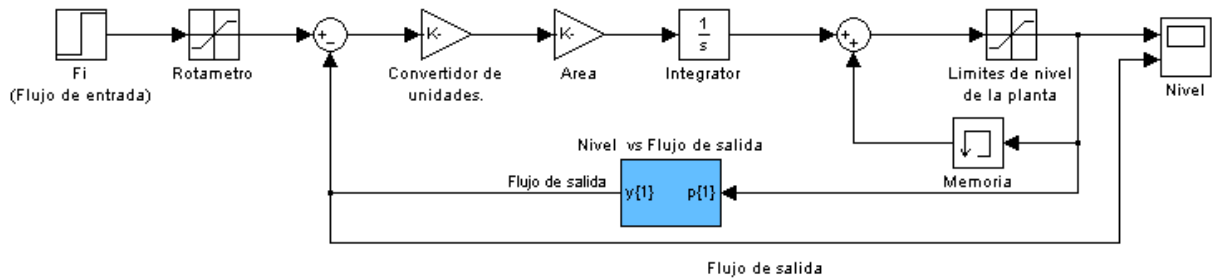 Fi
(Flujo de entrada)
Rotametro
+
-
K-
Convertidor de
unidades.
K-
Area
1
s
Integrator
+
+
Limites de nivel
de la planta
Nivel
Memoria
Nivel vs Flujo de salida
Flujo de salida
y{1}
p{1}
Flujo de salida